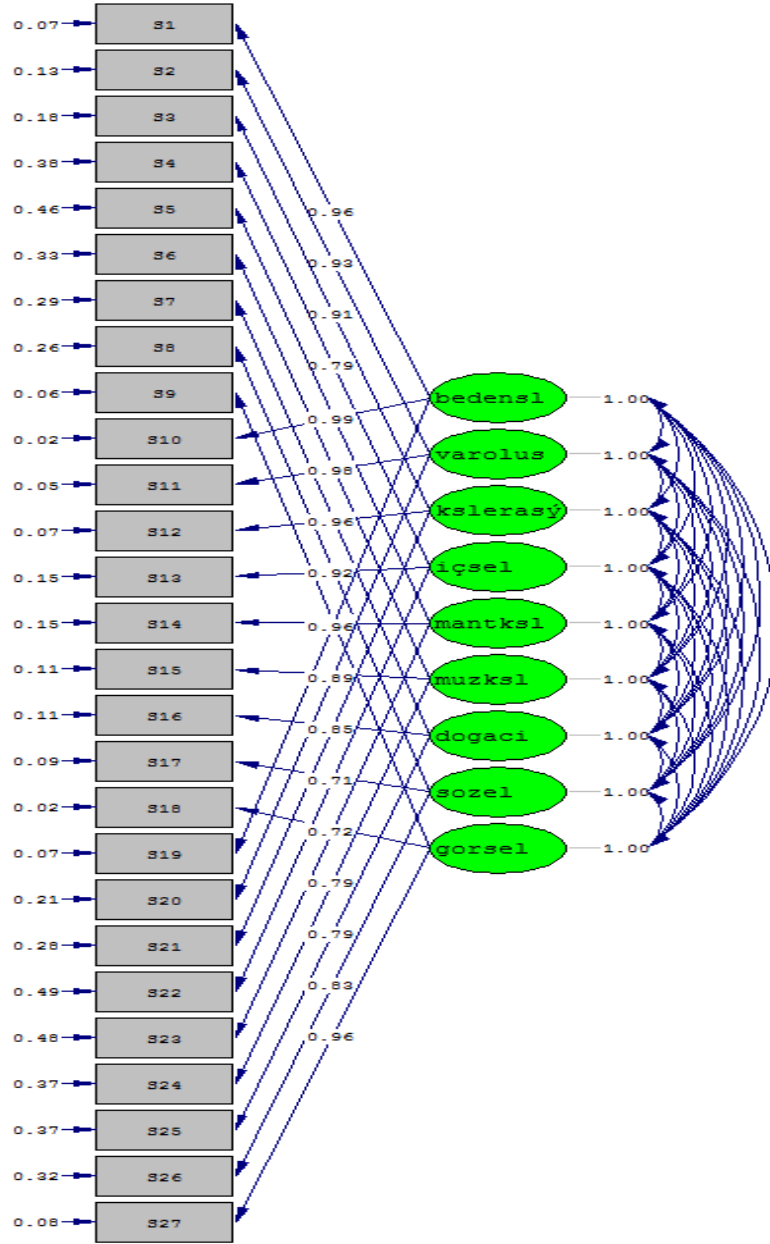 0.07 S1
0.13 S2
0.18 S3
0.38 S4
0.46 S5
0.33 S6
0.29 S7
0.26 S8
0.06 S9
0.02 S10
0.05 S11
0.07 S12
0.15 S13
0.15 S14
0.11 S15
0.11 S16
0.09 S17
0.02 S18
0.07 S19
0.21 S20
0.28 S21
0.49 S22
0.48 S23
0.37 S24
0.37 S25
0.32 S26
0.08 S27
0.96
0.93
0.91
0.79
0.99
0.98
0.96
0.92
0.96
0.89
0.85
0.71
0.72
0.79
0.79
0.83
0.96
bedensl 1.00
varolus 1.00
kslerasý 1.00
içsel 1.00
mantksl 1.00
muzksl 1.00
dogaci 1.00
sozel 1.00
gorsel 1.00